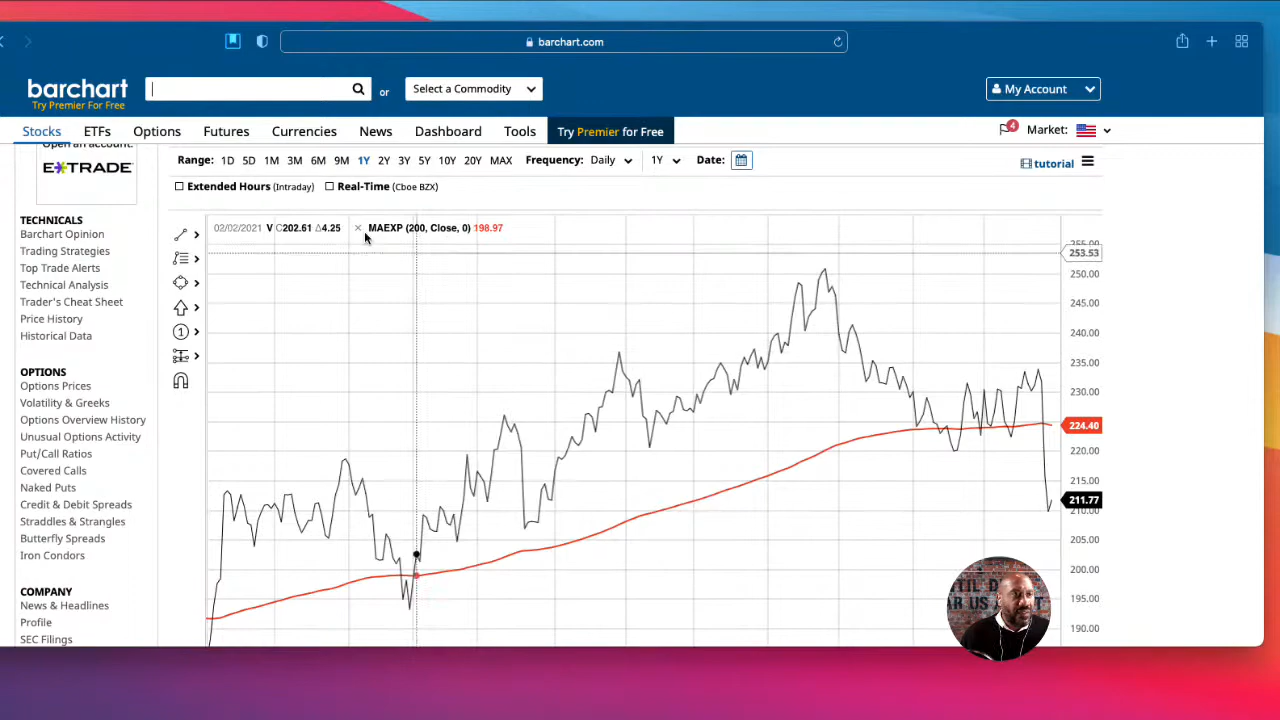 barchart.com
barchart
Try Premier For Free
or
Select a Commodity
My Account
Stocks ETFs Options Futures Currencies News Dashboard Tools Try Premier for Free
4
Market:
Open an account.
E*TRADE
Range: 1D 5D 1M 3M 6M 9M 1Y 2Y 3Y 5Y 10Y 20Y MAX Frequency: Daily 1Y Date:
tutorial
Extended Hours (Intraday) Real-Time (Cboe BZX)
02/02/2021 V C202.61 Δ4.25 × MAEXP (200, Close, 0) 198.97
TECHNICALS
Barchart Opinion
Trading Strategies
Top Trade Alerts
Technical Analysis
Trader's Cheat Sheet
Price History
Historical Data
OPTIONS
Options Prices
Volatility & Greeks
Options Overview History
Unusual Options Activity
Put/Call Ratios
Covered Calls
Naked Puts
Credit & Debit Spreads
Straddles & Strangles
Butterfly Spreads
Iron Condors
COMPANY
News & Headlines
Profile
SEC Filings
1
255.00
253.53
250.00
245.00
240.00
235.00
230.00
224.40
220.00
215.00
211.77
210.00
205.00
200.00
195.00
190.00